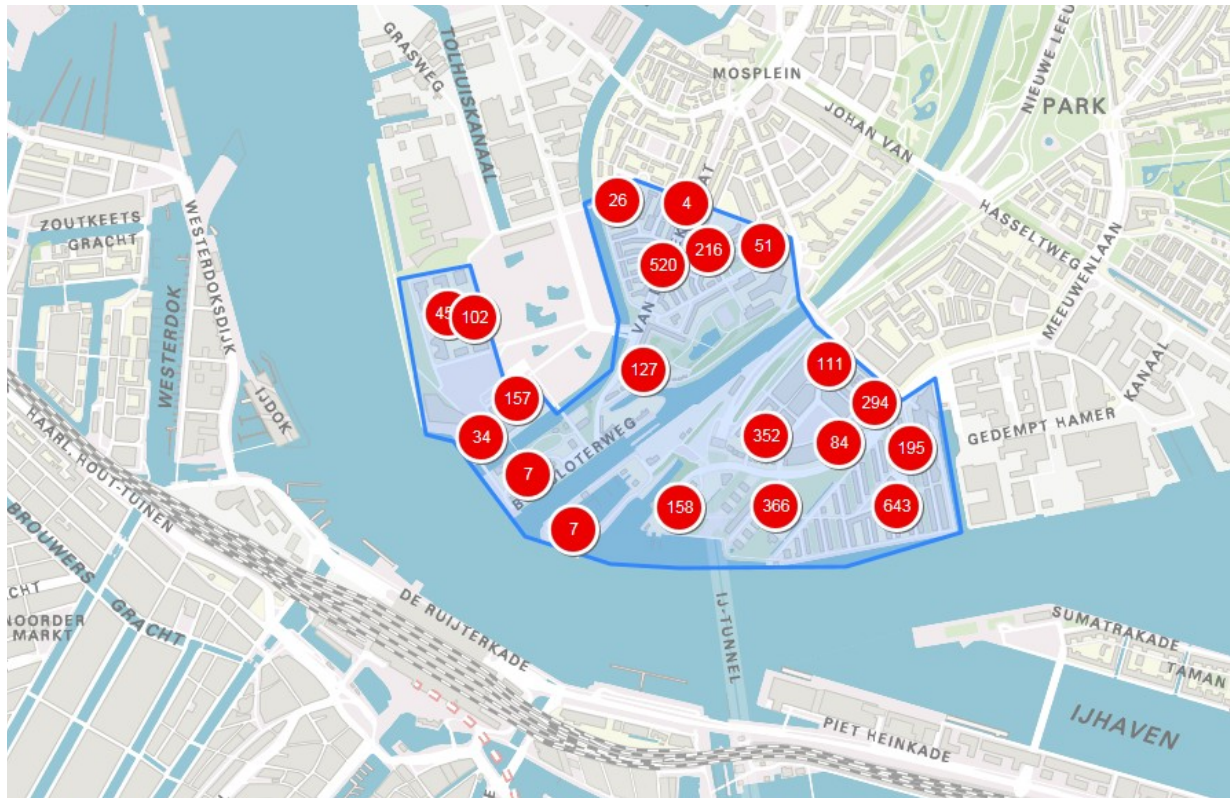 GRASWEG
TOLHUISKANAAL
MOSPLEIN
NIEUWE LEEU
PARK
JOHAN VAN
HASSELTWEG
MEEUWENLAAN
ZOUTKEETS
GRACHT
WESTERDOKSDIJK
WESTERDOK
IJDOK
26
4
VAN
216
51
520
45
102
127
111
157
294
34
352
84
195
GEDEMPT HAMER
KANAAL
7
158
366
643
7
HAARL. HOUT-TUINEN
BROUWERS
GRACHT
NOORDER
MARKT
DE RUIJTERKADE
IJ-TUNNEL
SUMATRAKADE
TAMAN
IJHAVEN
PIET HEINKADE